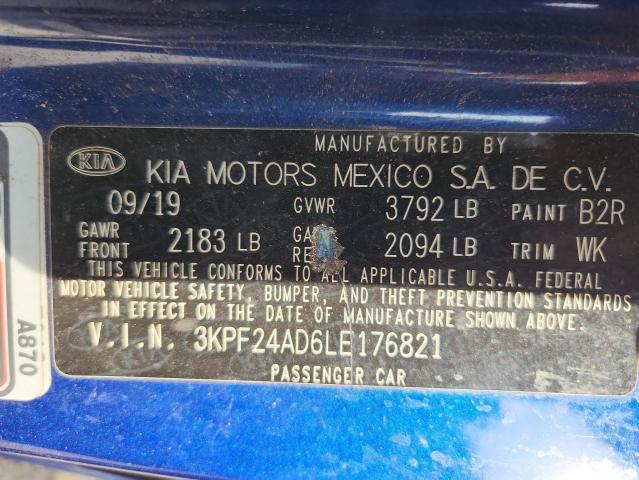 MANUFACTURED BY
KIA KIA MOTORS MEXICO S.A. DE C.V.
09/19 GVWR 3792 LB PAINT B2R
GAWR FRONT 2183 LB 2094 LB TRIM WK
THIS VEHICLE CONFORMS TO ALL APPLICABLE U.S.A. FEDERAL
MOTOR VEHICLE SAFETY, BUMPER, AND THEFT PREVENTION STANDARDS
IN EFFECT ON THE DATE OF MANUFACTURE SHOWN ABOVE.
V.I.N. 3KPF24AD6LE176821
PASSENGER CAR
A870